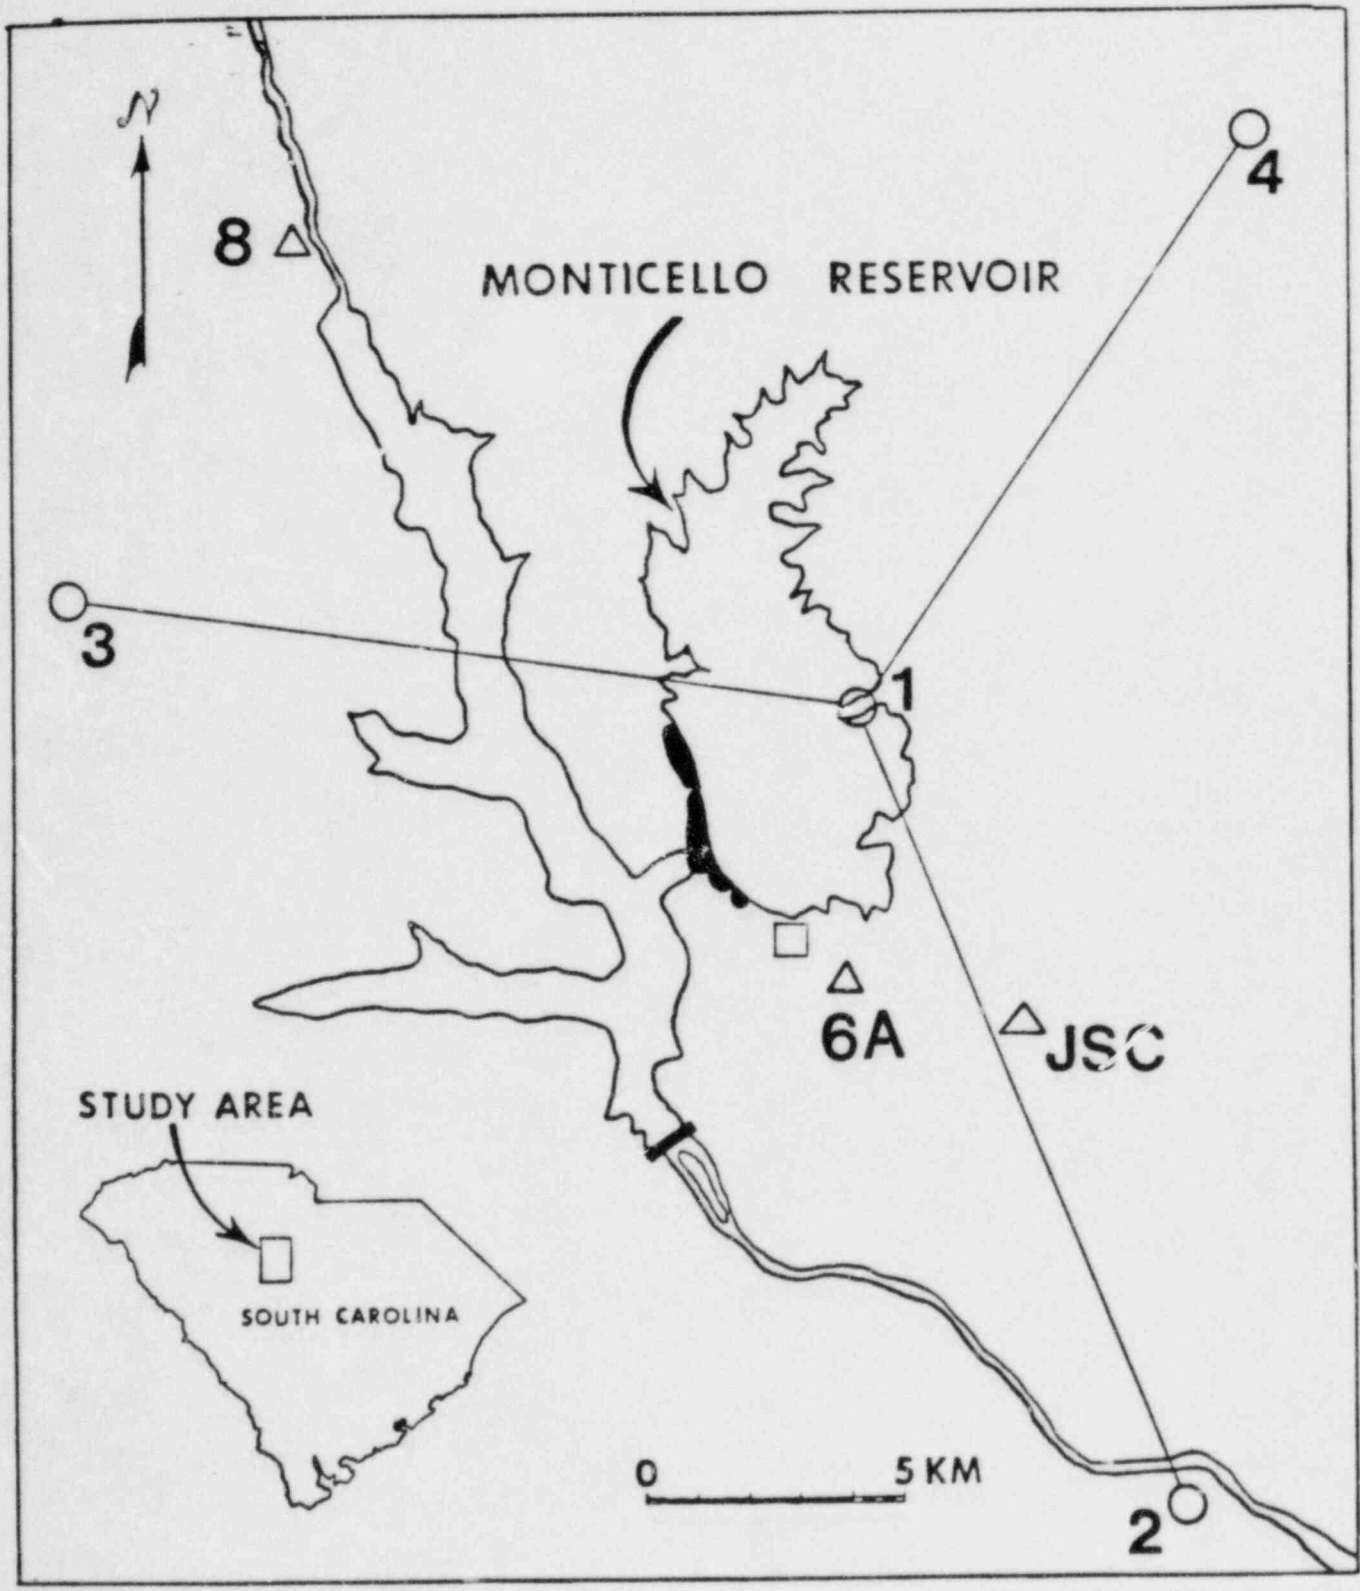 N
4
8
MONTICELLO RESERVOIR
3
1
6A
JSC
STUDY AREA
SOUTH CAROLINA
0 5 KM
2